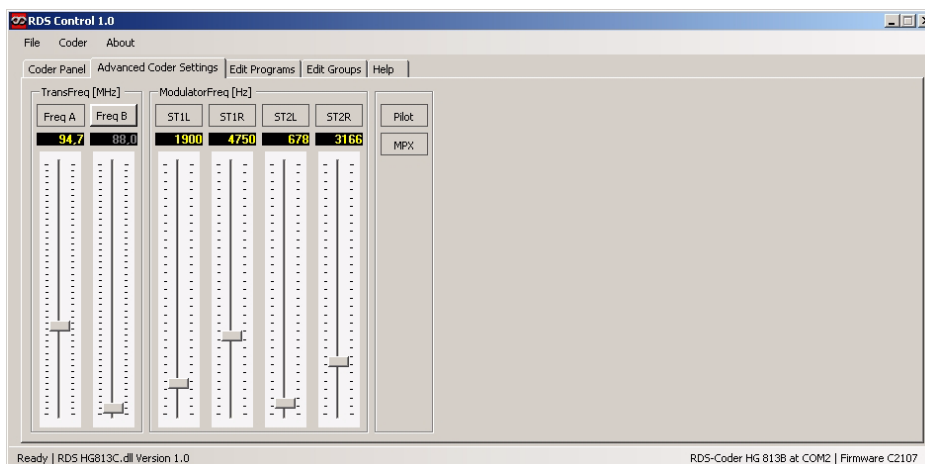 RDS Control 1.0
File Coder About
Coder Panel Advanced Coder Settings Edit Programs Edit Groups Help
TransFreq [MHz] ModulatorFreq [Hz]
Freq A Freq B ST1L ST1R ST2L ST2R Pilot
94,7 88,0 1900 4750 678 3166 MPX
Ready | RDS HG813C.dll Version 1.0 RDS-Coder HG 813B at COM2 | Firmware C2107